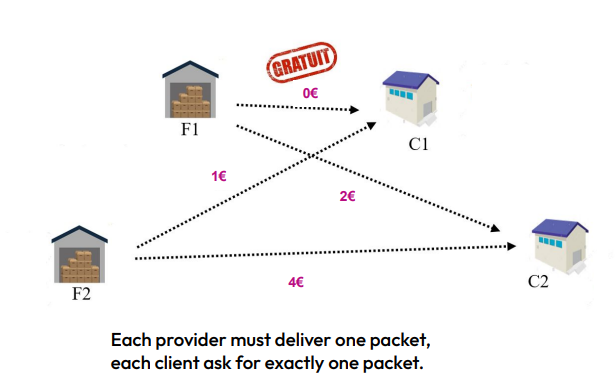 GRATUIT
0€
F1
C1
1€
2€
F2
C2
4€
Each provider must deliver one packet,
each client ask for exactly one packet.